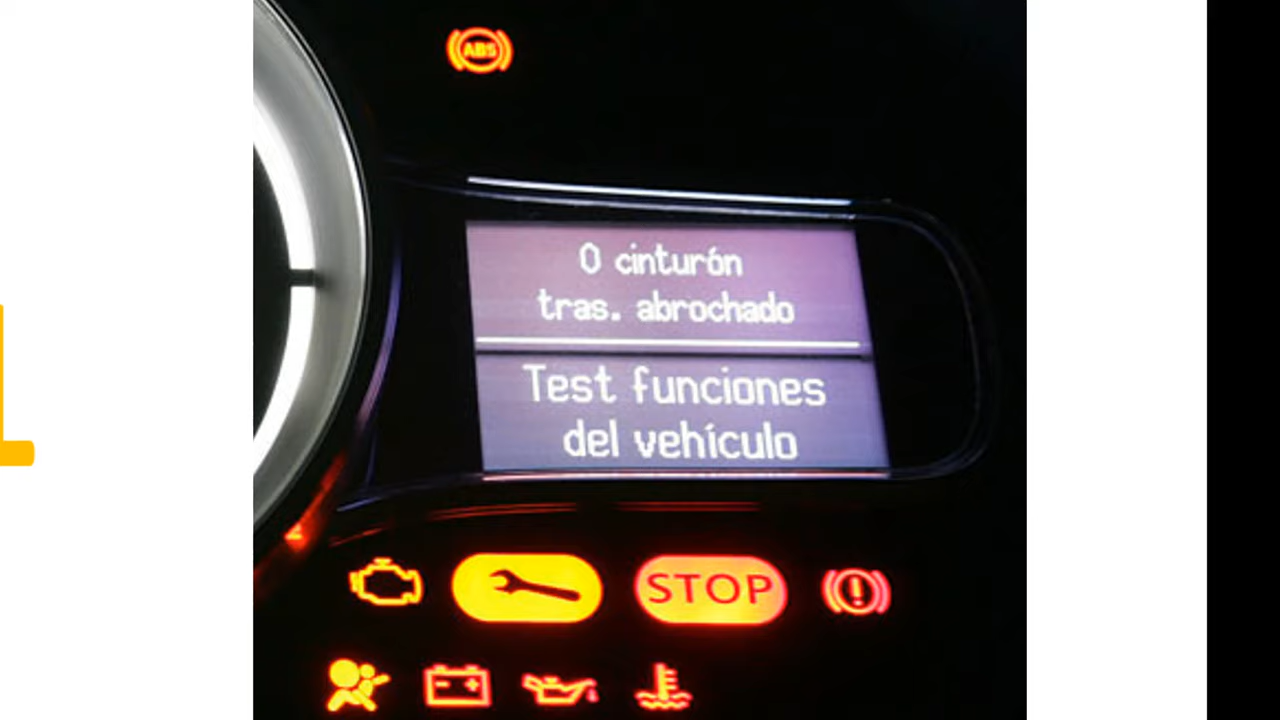 ABS
0 cinturón
tras. abrochado
Test funciones
del vehículo
STOP